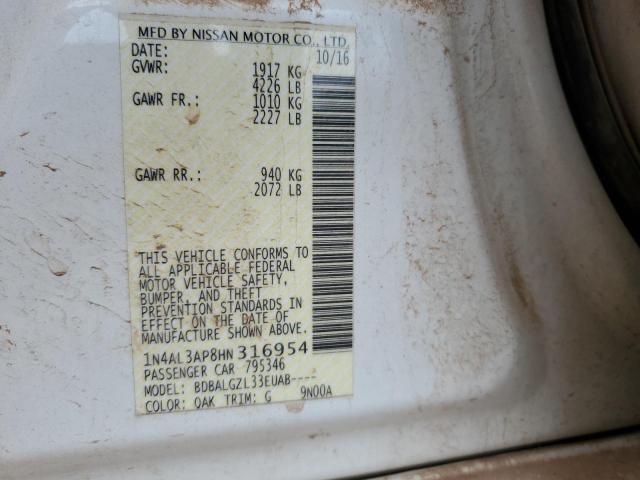 MFD BY NISSAN MOTOR CO., LTD.
DATE: 10/16
GVWR: 1917 KG
4226 LB
GAWR FR.: 1010 KG
2227 LB
GAWR RR.: 940 KG
2072 LB
THIS VEHICLE CONFORMS TO
ALL APPLICABLE FEDERAL
MOTOR VEHICLE SAFETY,
BUMPER, AND THEFT
PREVENTION STANDARDS IN
EFFECT ON THE DATE OF
MANUFACTURE SHOWN ABOVE.
1N4AL3AP8HN316954
PASSENGER CAR 795346
MODEL: BDBALGZL33EUAB----
COLOR: QAK TRIM: G 9N00A